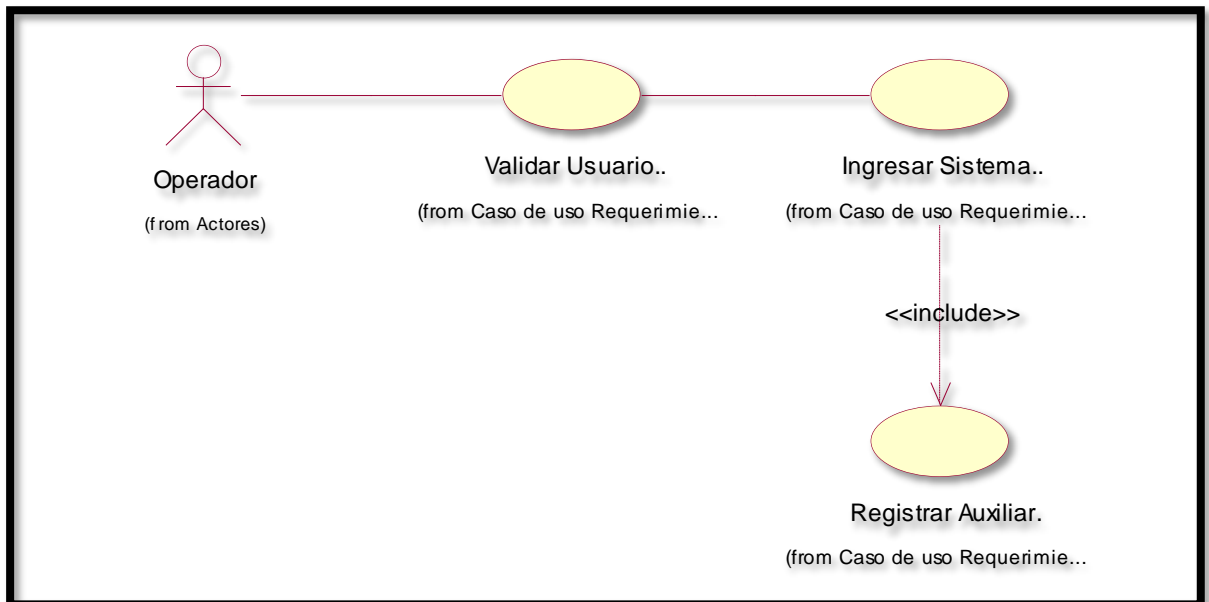 Operador
(from Actores)
Validar Usuario..
(from Caso de uso Requerimie...
Ingresar Sistema..
(from Caso de uso Requerimie...
<<include>>
Registrar Auxiliar.
(from Caso de uso Requerimie...